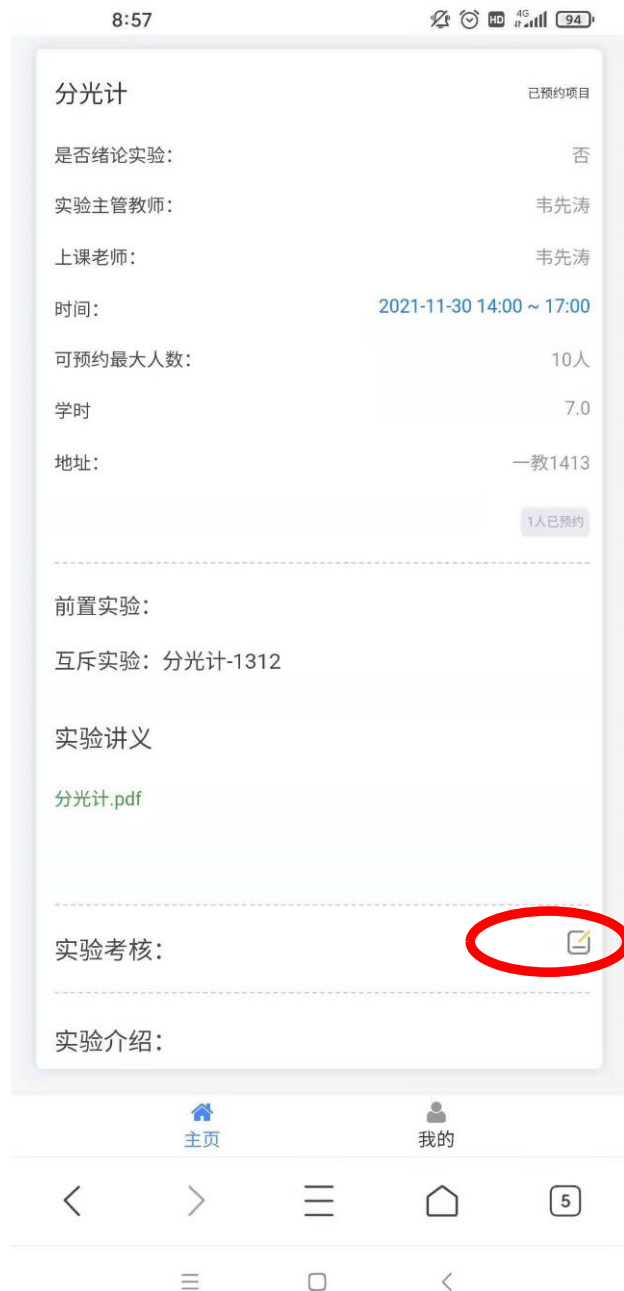 8:57 HD 4G 94
分光计 已预约项目
是否绪论实验： 否
实验主管教师： 韦先涛
上课老师： 韦先涛
时间： 2021-11-30 14:00 ~ 17:00
可预约最大人数： 10人
学时 7.0
地址： 一教1413
1人已预约
前置实验：
互斥实验：分光计-1312
实验讲义
分光计.pdf
实验考核：
实验介绍：
主页 我的
5